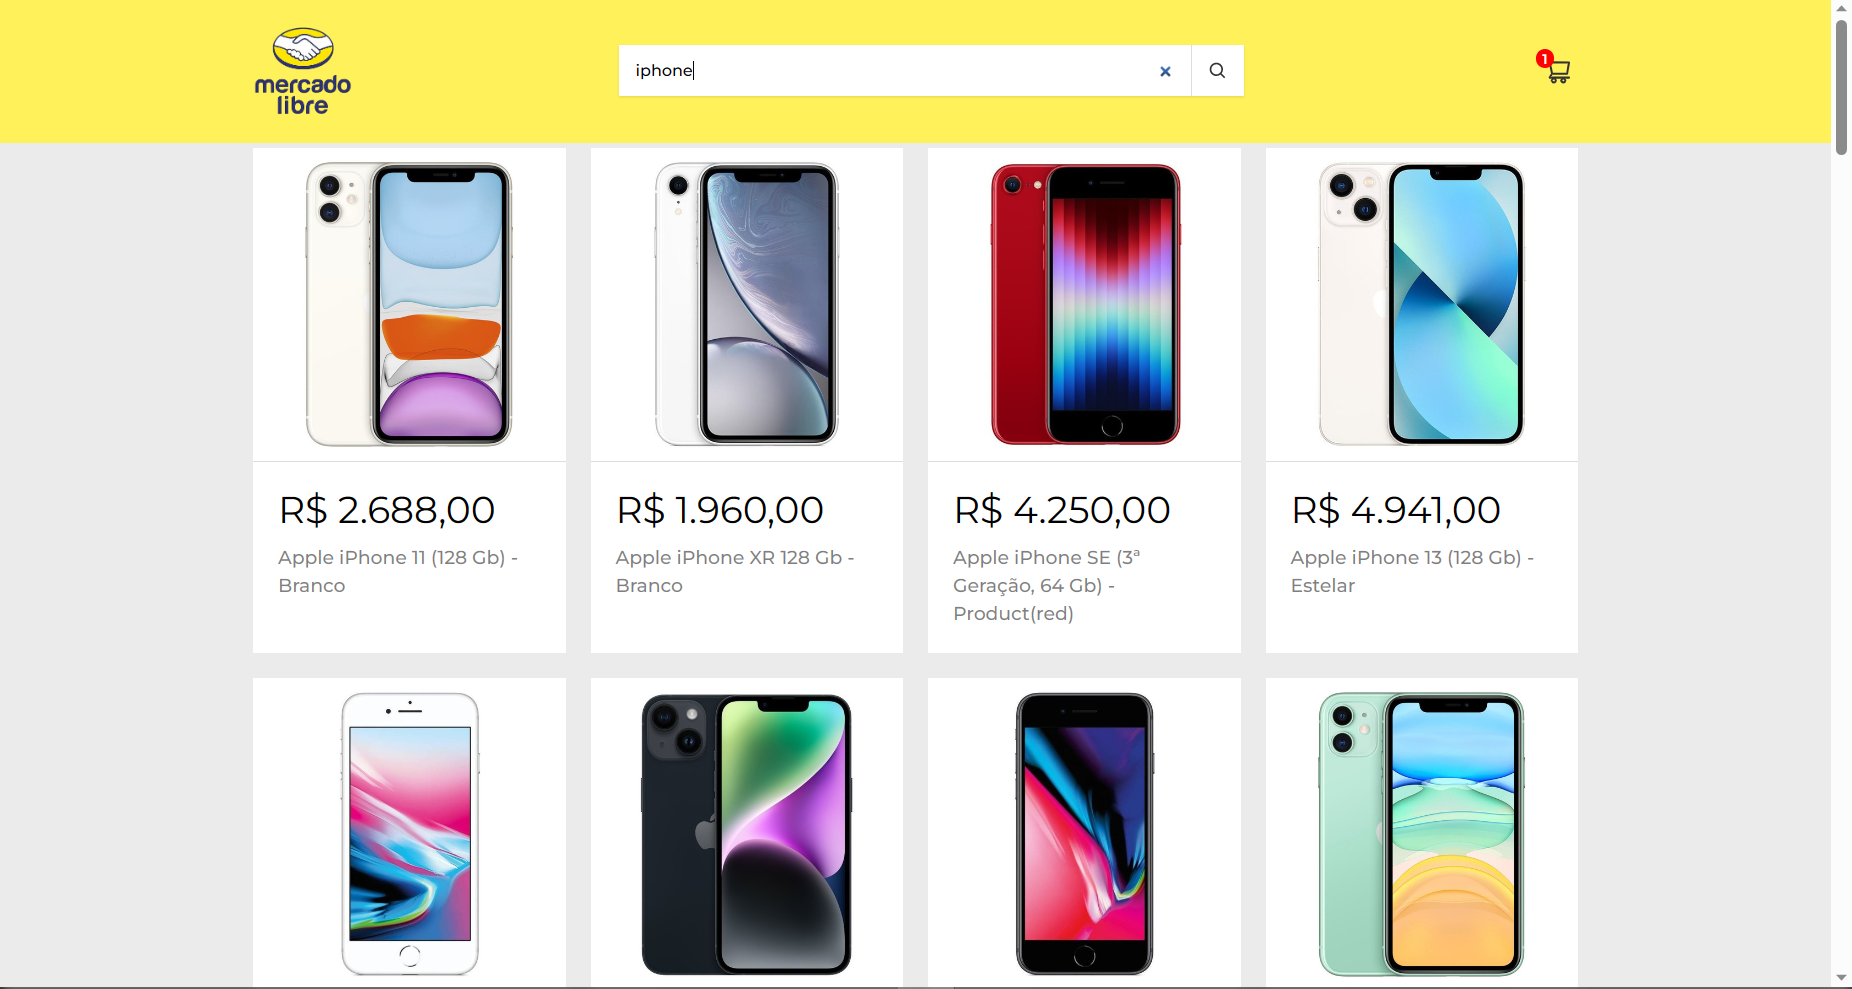 mercado
libre
iphone
1
R$ 2.688,00
Apple iPhone 11 (128 Gb) -
Branco
R$ 1.960,00
Apple iPhone XR 128 Gb -
Branco
R$ 4.250,00
Apple iPhone SE (3ª
Geração, 64 Gb) -
Product(red)
R$ 4.941,00
Apple iPhone 13 (128 Gb) -
Estelar